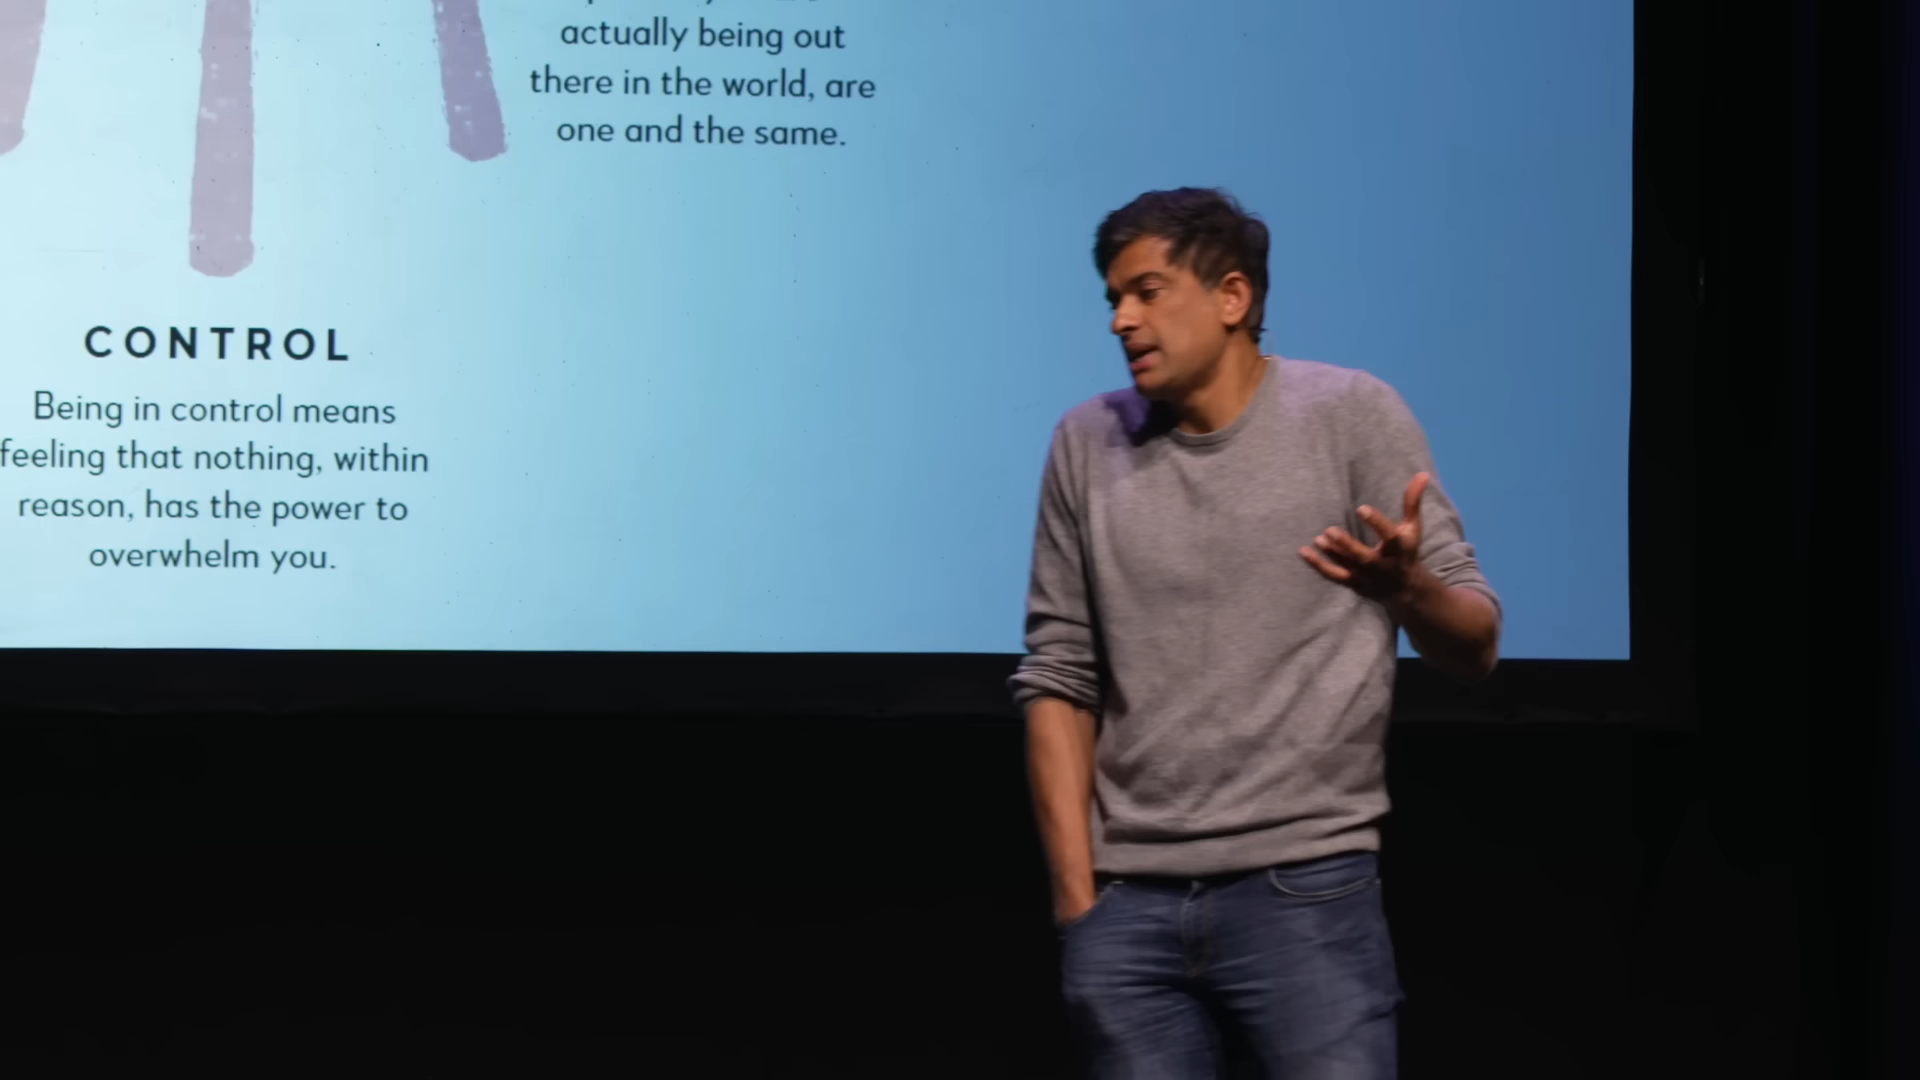 actually being out
there in the world, are
one and the same.
CONTROL
Being in control means
feeling that nothing, within
reason, has the power to
overwhelm you.